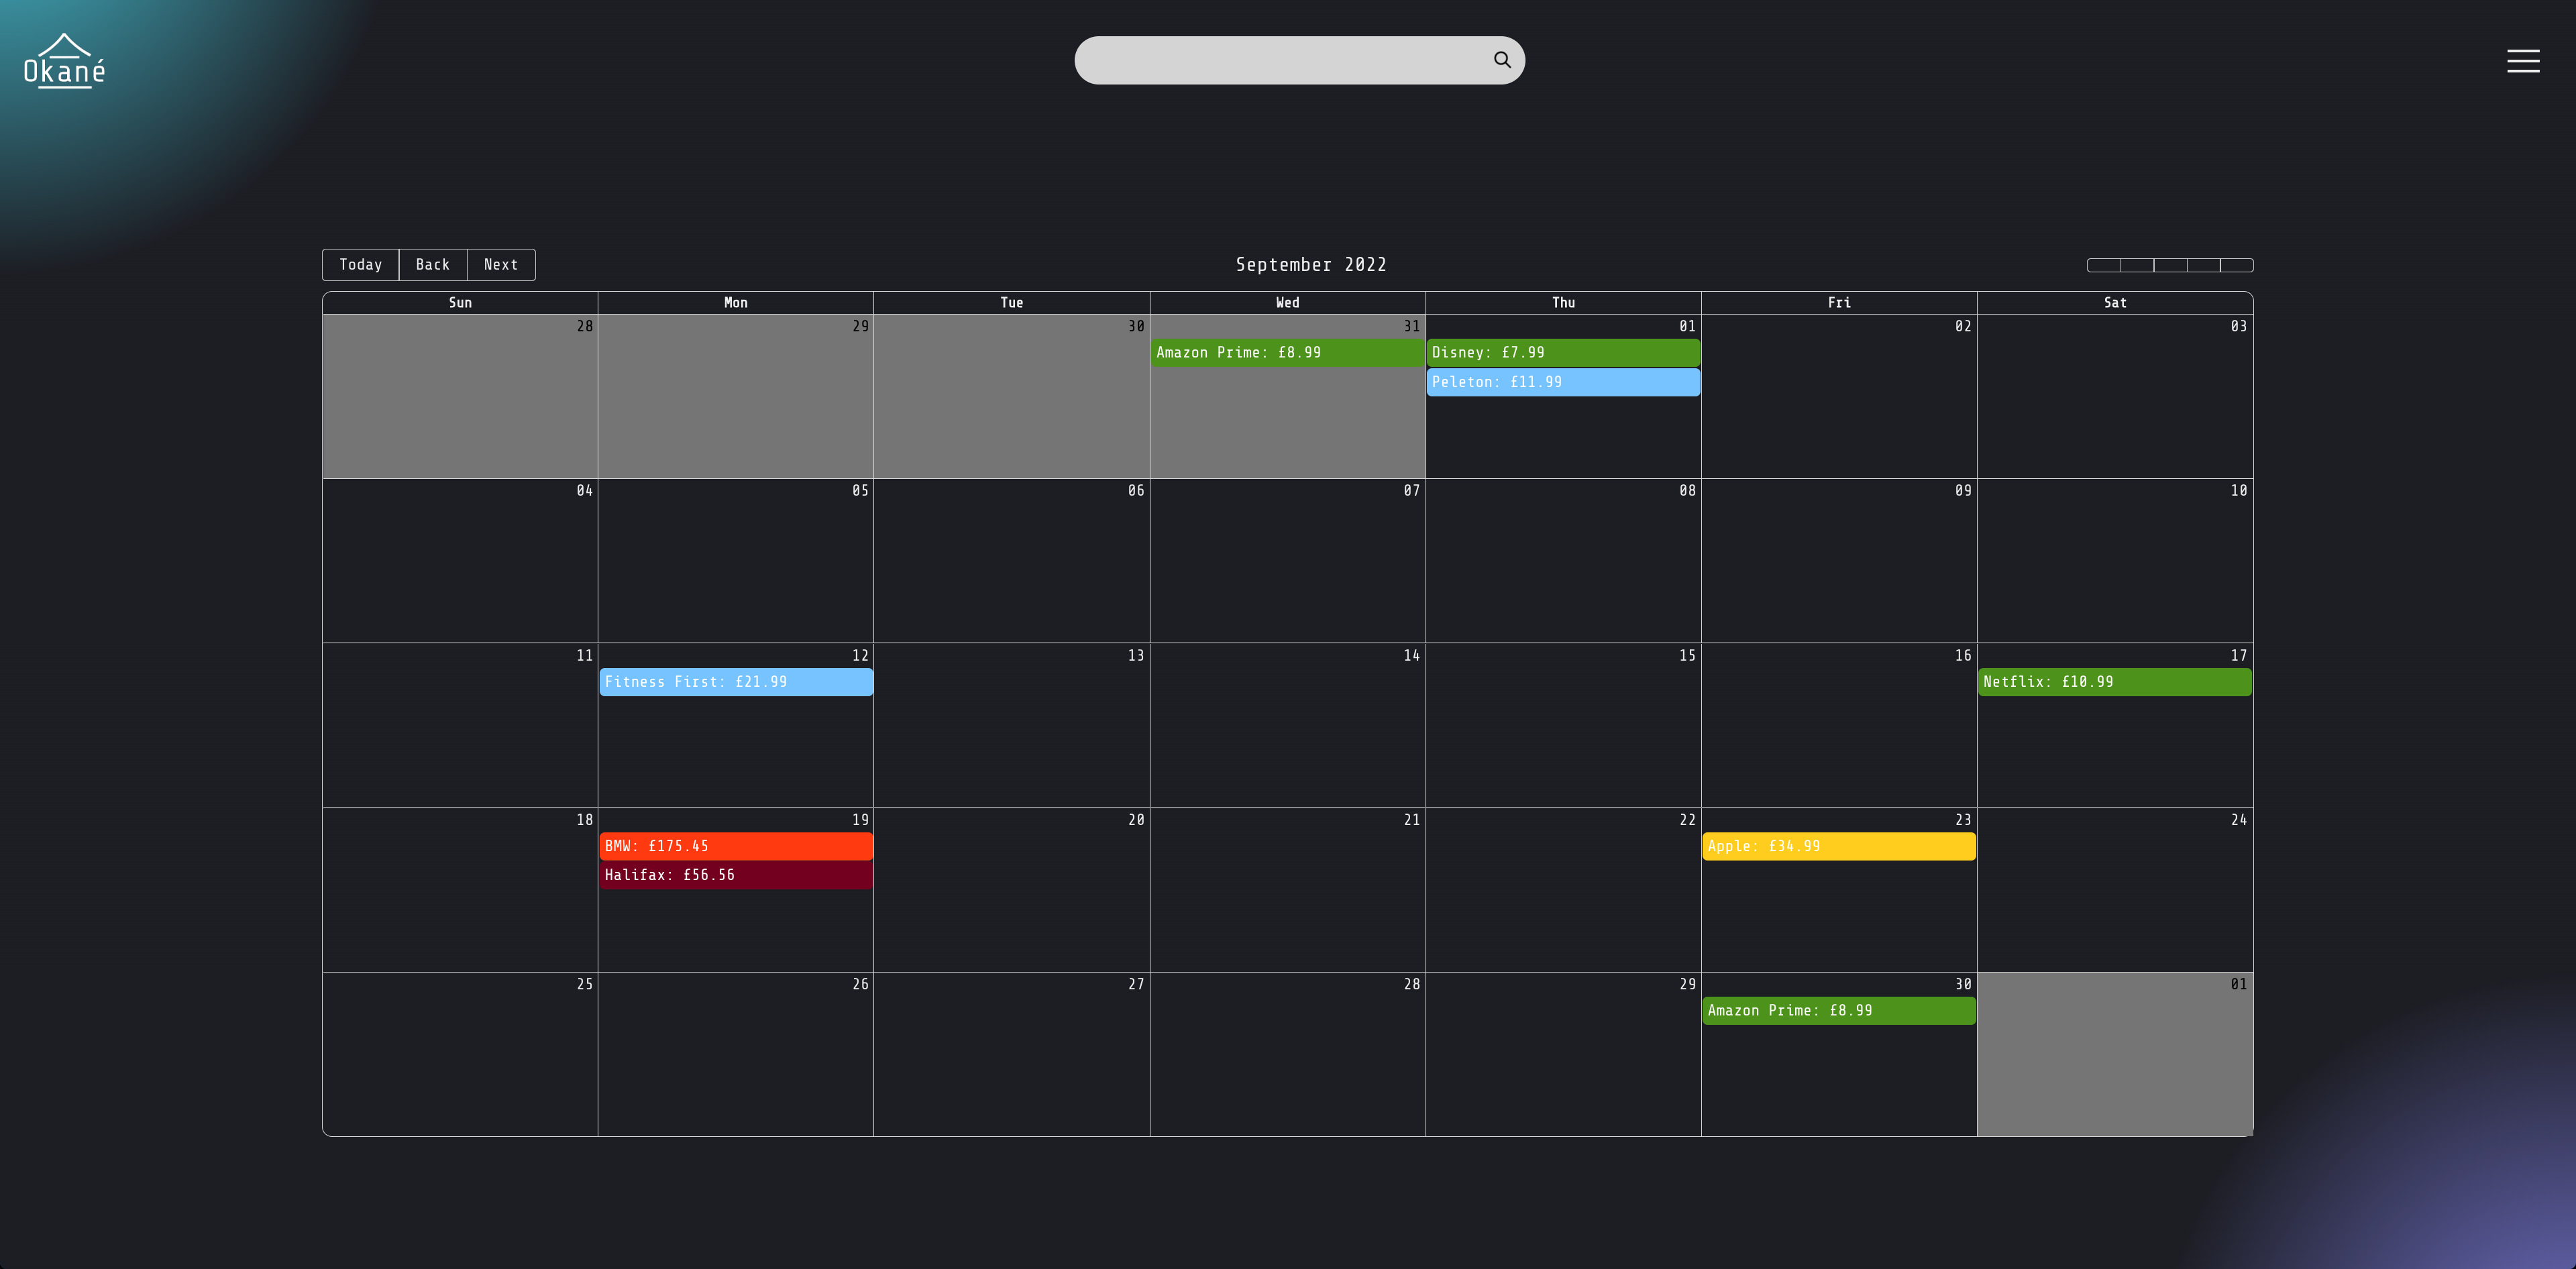 Okané
Today Back Next
September 2022
Sun Mon Tue Wed Thu Fri Sat
28 29 30 31 01 02 03
Amazon Prime: £8.99 Disney: £7.99
Peleton: £11.99
04 05 06 07 08 09 10
11 12 13 14 15 16 17
Fitness First: £21.99 Netflix: £10.99
18 19 20 21 22 23 24
BMW: £175.45 Apple: £34.99
Halifax: £56.56
25 26 27 28 29 30 01
Amazon Prime: £8.99